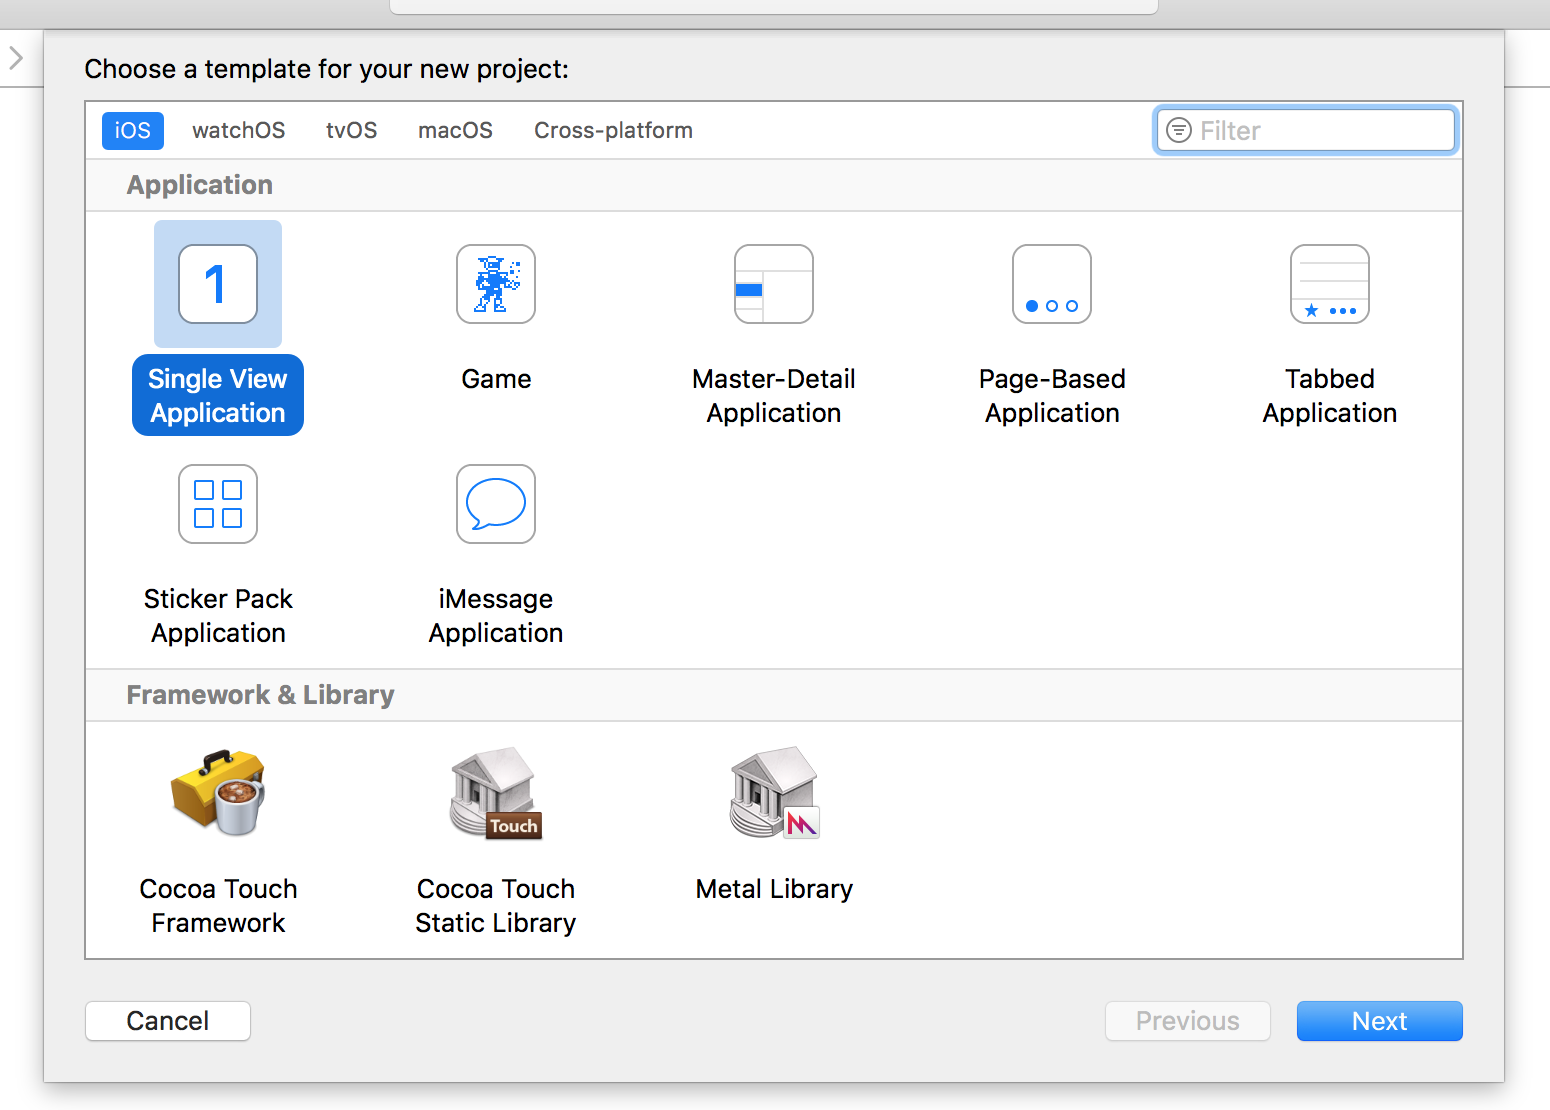 Choose a template for your new project:
iOS watchOS tvOS macOS Cross-platform Filter
Application
1
Single View Application
Game
Master-Detail Application
Page-Based Application
Tabbed Application
Sticker Pack Application
iMessage Application
Framework & Library
Touch
Cocoa Touch Framework
Cocoa Touch Static Library
Metal Library
Cancel Previous Next